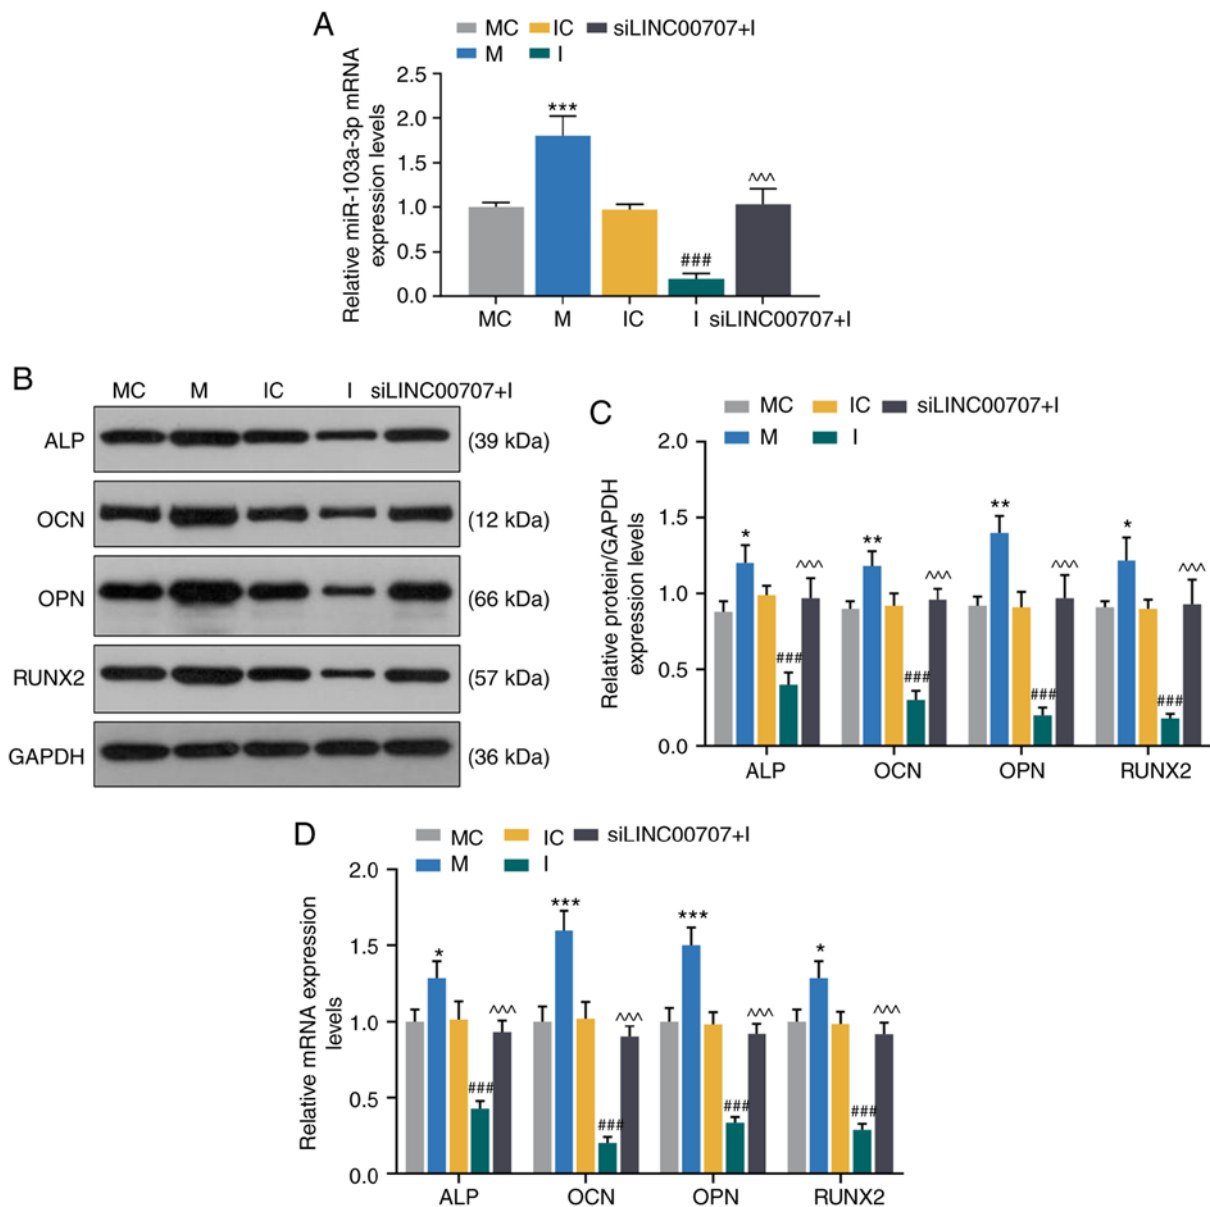 A
MC IC siLINC00707+I
M I
Relative miR-103a-3p mRNA
expression levels
2.5
2.0
1.5
1.0
0.5
0.0
***
###
^^^
MC M IC I siLINC00707+I
B
MC M IC I siLINC00707+I
ALP (39 kDa)
OCN (12 kDa)
OPN (66 kDa)
RUNX2 (57 kDa)
GAPDH (36 kDa)
C
MC IC siLINC00707+I
M I
Relative protein/GAPDH
expression levels
2.0
1.5
1.0
0.5
0.0
* ### ^^^
** ### ^^^
** ### ^^^
* ### ^^^
ALP OCN OPN RUNX2
D
MC IC siLINC00707+I
M I
Relative mRNA expression
levels
2.0
1.5
1.0
0.5
0.0
* ### ^^^
*** ### ^^^
*** ### ^^^
* ### ^^^
ALP OCN OPN RUNX2